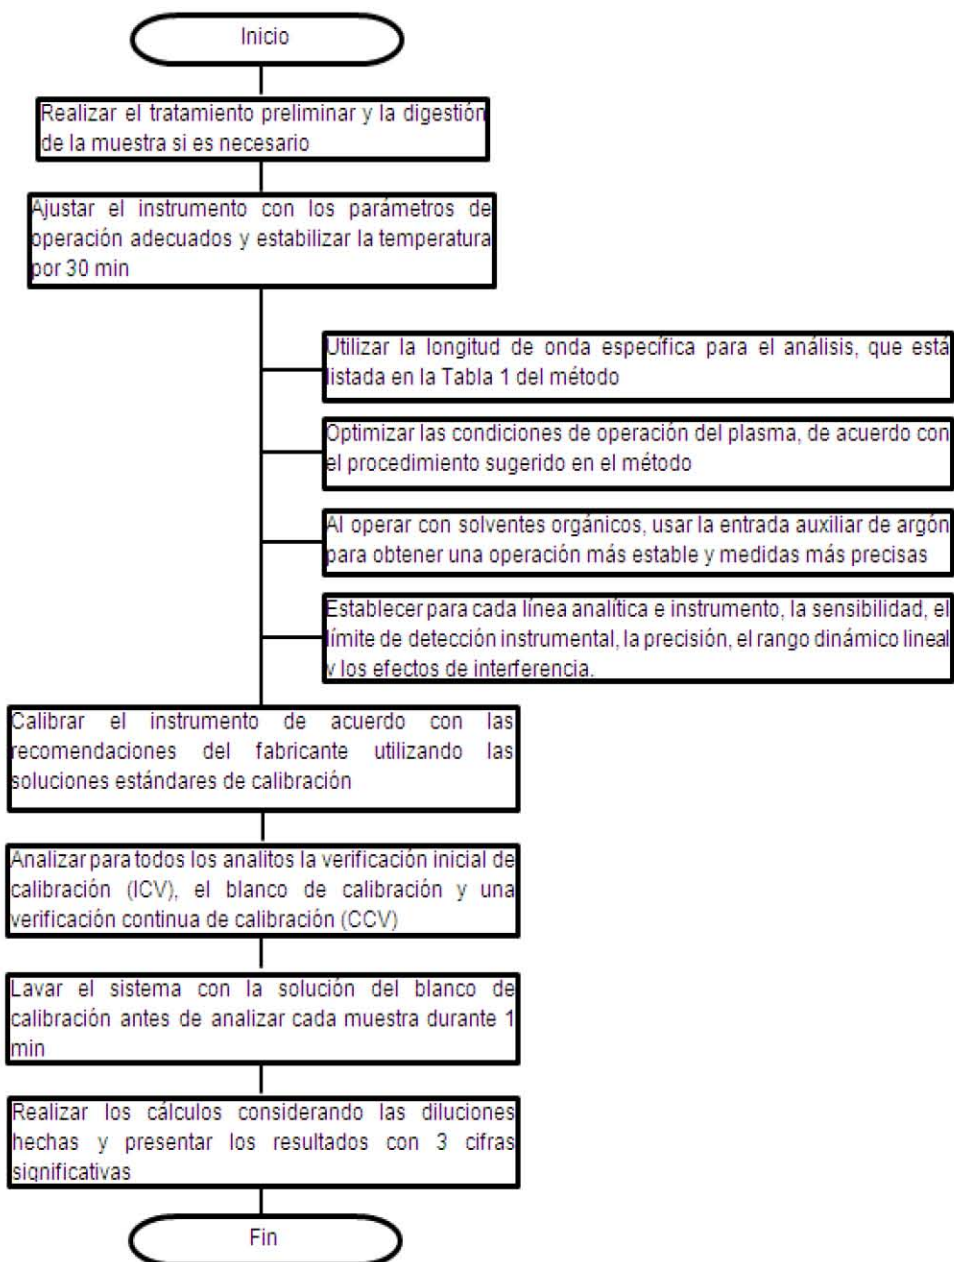 Inicio
Realizar el tratamiento preliminar y la digestión
de la muestra si es necesario
Ajustar el instrumento con los parámetros de
operación adecuados y estabilizar la temperatura
por 30 min
Utilizar la longitud de onda específica para el análisis, que está
listada en la Tabla 1 del método
Optimizar las condiciones de operación del plasma, de acuerdo con
el procedimiento sugerido en el método
Al operar con solventes orgánicos, usar la entrada auxiliar de argón
para obtener una operación más estable y medidas más precisas
Establecer para cada línea analítica e instrumento, la sensibilidad, el
límite de detección instrumental, la precisión, el rango dinámico lineal
y los efectos de interferencia.
Calibrar el instrumento de acuerdo con las
recomendaciones del fabricante utilizando las
soluciones estándares de calibración
Analizar para todos los analitos la verificación inicial de
calibración (ICV), el blanco de calibración y una
verificación continua de calibración (CCV)
Lavar el sistema con la solución del blanco de
calibración antes de analizar cada muestra durante 1
min
Realizar los cálculos considerando las diluciones
hechas y presentar los resultados con 3 cifras
significativas
Fin